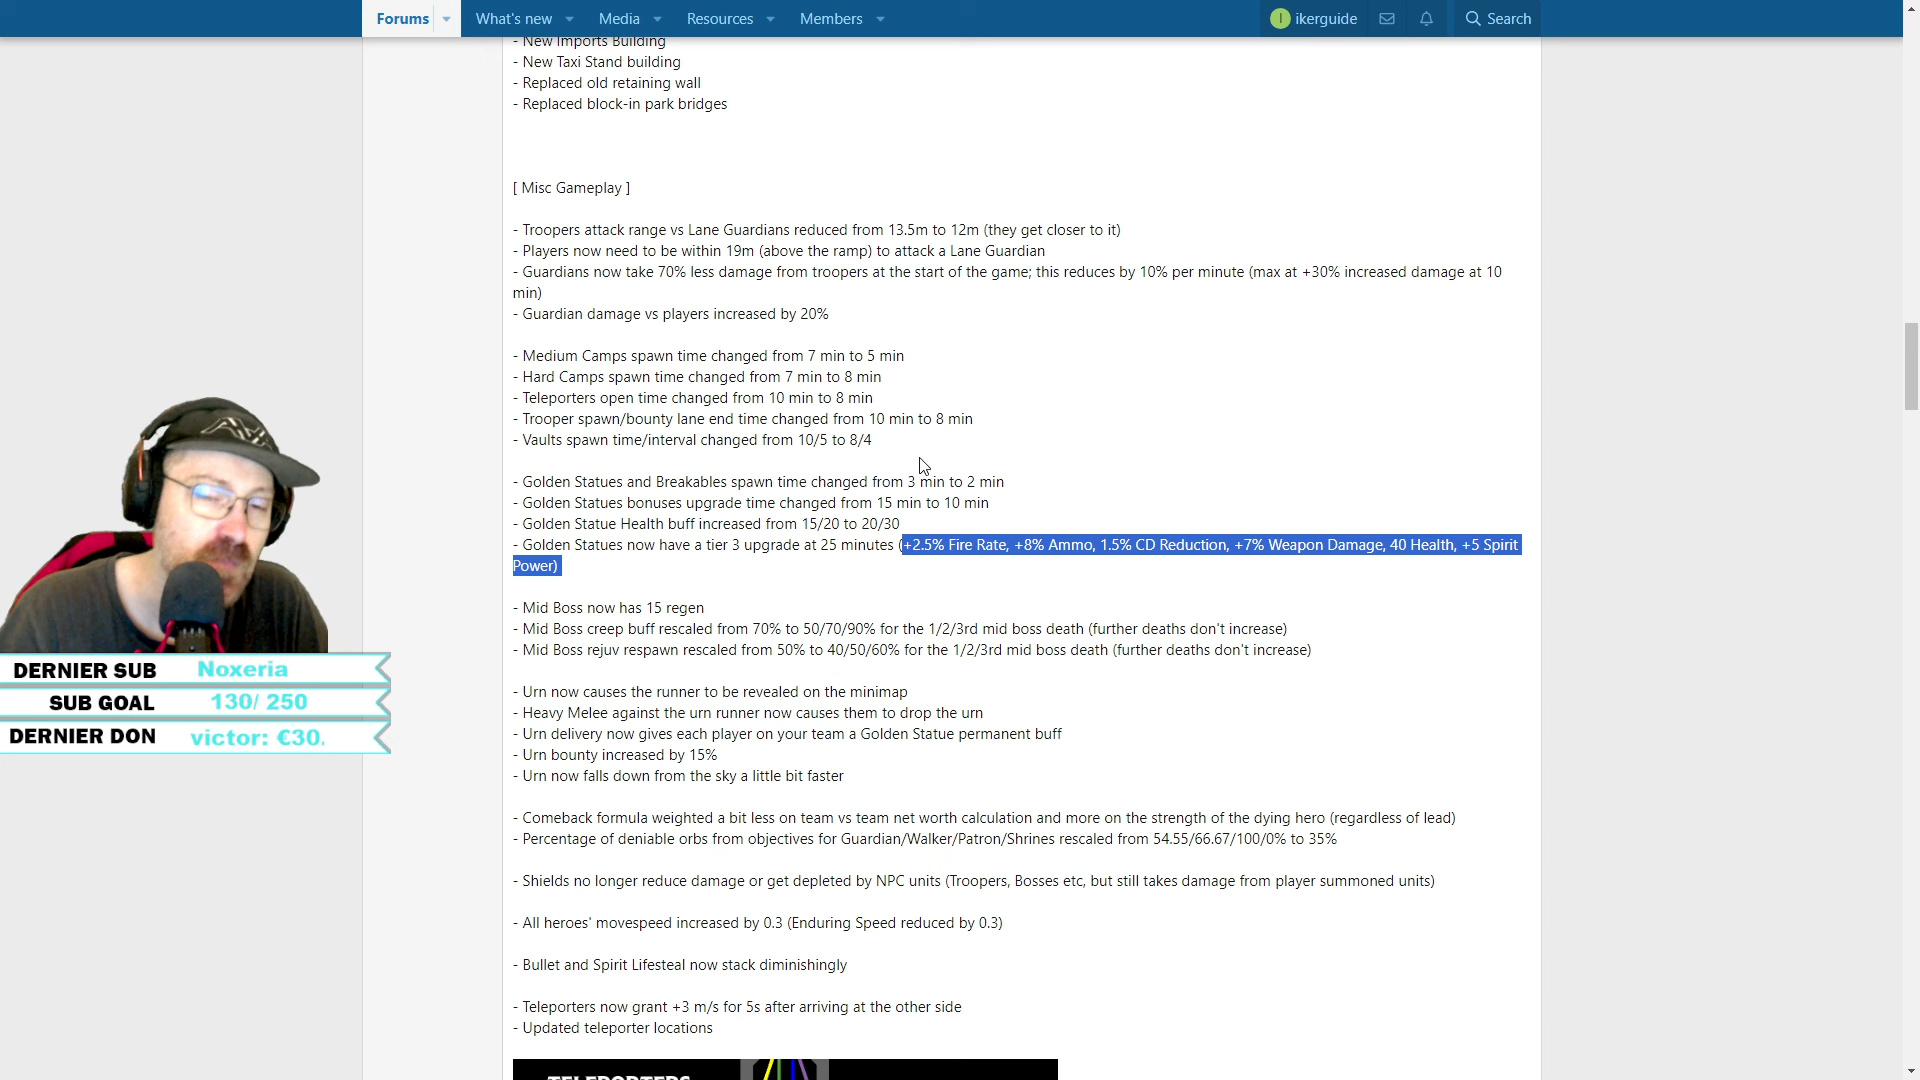 Forums What's new Media Resources Members I ikerguide Search
- New Imports Building
- New Taxi Stand building
- Replaced old retaining wall
- Replaced block-in park bridges
[ Misc Gameplay ]
- Troopers attack range vs Lane Guardians reduced from 13.5m to 12m (they get closer to it)
- Players now need to be within 19m (above the ramp) to attack a Lane Guardian
- Guardians now take 70% less damage from troopers at the start of the game; this reduces by 10% per minute (max at +30% increased damage at 10
min)
- Guardian damage vs players increased by 20%
- Medium Camps spawn time changed from 7 min to 5 min
- Hard Camps spawn time changed from 7 min to 8 min
- Teleporters open time changed from 10 min to 8 min
- Trooper spawn/bounty lane end time changed from 10 min to 8 min
- Vaults spawn time/interval changed from 10/5 to 8/4
- Golden Statues and Breakables spawn time changed from 3 min to 2 min
- Golden Statues bonuses upgrade time changed from 15 min to 10 min
- Golden Statue Health buff increased from 15/20 to 20/30
- Golden Statues now have a tier 3 upgrade at 25 minutes (+2.5% Fire Rate, +8% Ammo, 1.5% CD Reduction, +7% Weapon Damage, 40 Health, +5 Spirit
Power)
- Mid Boss now has 15 regen
- Mid Boss creep buff rescaled from 70% to 50/70/90% for the 1/2/3rd mid boss death (further deaths don't increase)
- Mid Boss rejuv respawn rescaled from 50% to 40/50/60% for the 1/2/3rd mid boss death (further deaths don't increase)
- Urn now causes the runner to be revealed on the minimap
- Heavy Melee against the urn runner now causes them to drop the urn
- Urn delivery now gives each player on your team a Golden Statue permanent buff
- Urn bounty increased by 15%
- Urn now falls down from the sky a little bit faster
- Comeback formula weighted a bit less on team vs team net worth calculation and more on the strength of the dying hero (regardless of lead)
- Percentage of deniable orbs from objectives for Guardian/Walker/Patron/Shrines rescaled from 54.55/66.67/100/0% to 35%
- Shields no longer reduce damage or get depleted by NPC units (Troopers, Bosses etc, but still takes damage from player summoned units)
- All heroes' movespeed increased by 0.3 (Enduring Speed reduced by 0.3)
- Bullet and Spirit Lifesteal now stack diminishingly
- Teleporters now grant +3 m/s for 5s after arriving at the other side
- Updated teleporter locations
TELEPORTERS
DERNIER SUB Noxeria
SUB GOAL 130/ 250
DERNIER DON victor: €30.